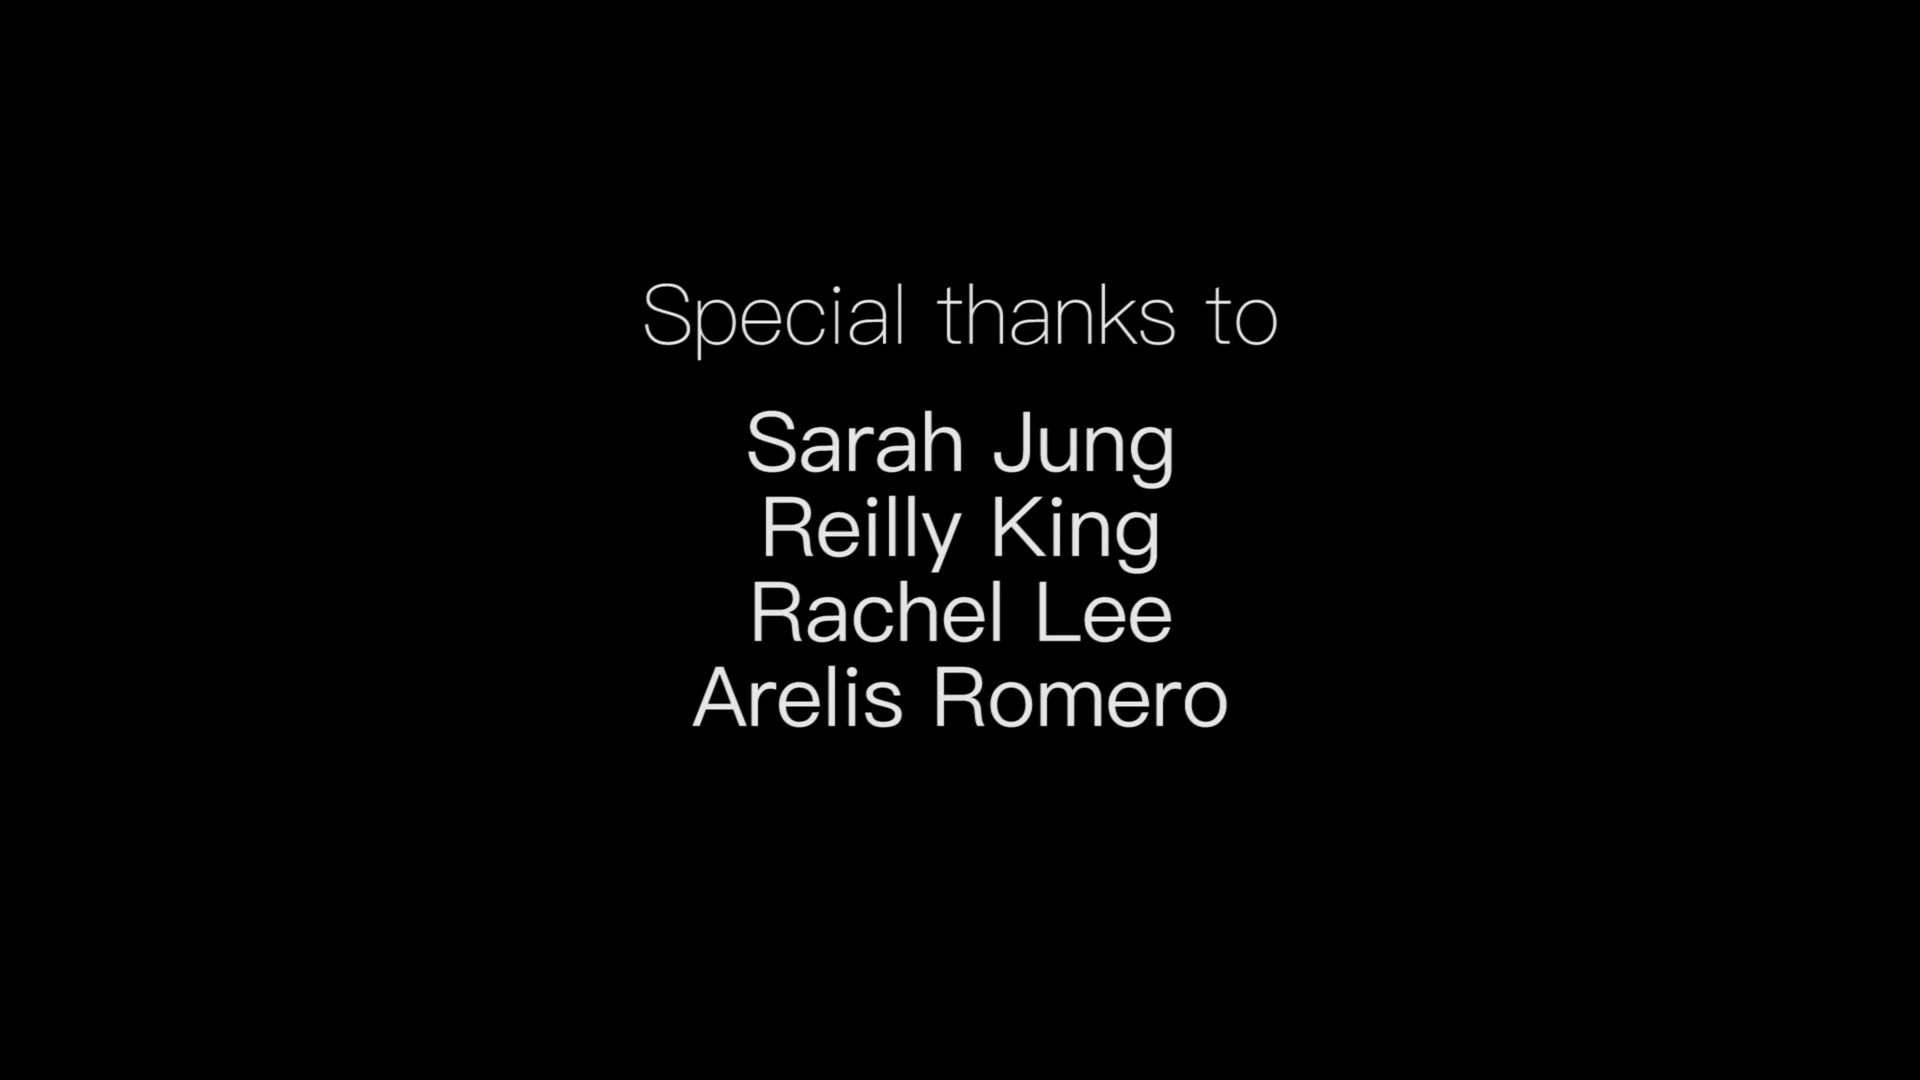 Special thanks to
Sarah Jung
Reilly King
Rachel Lee
Arelis Romero